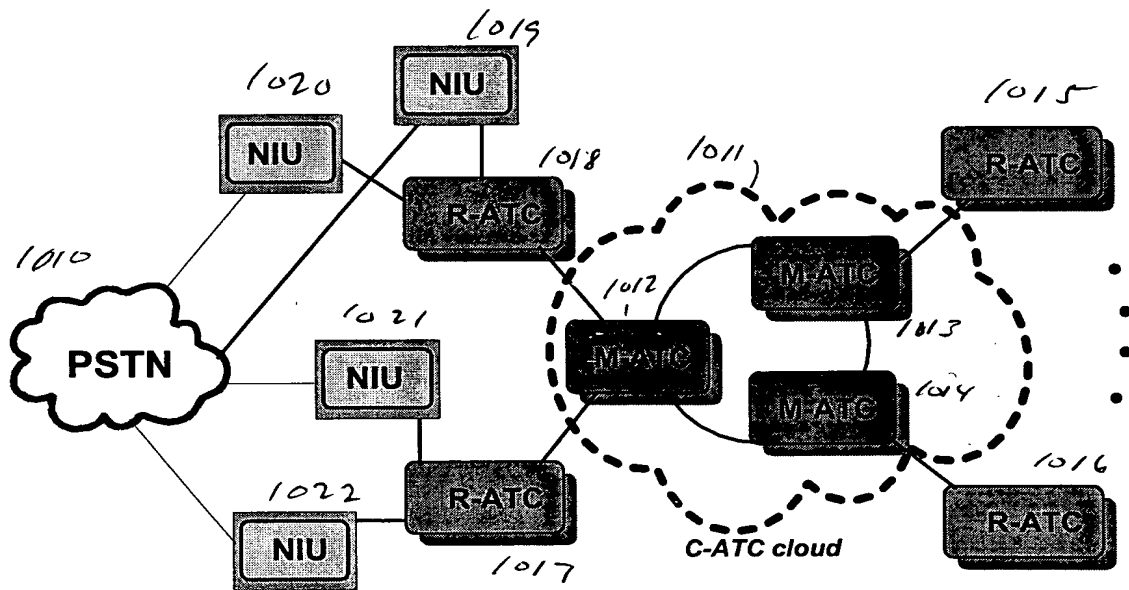 1019
NIU
1020
NIU
1015
R-ATC
1018
R-ATC
1011
1010
PSTN
M-ATC
1012
1013
M-ATC
1021
NIU
M-ATC
1014
1022
NIU
R-ATC
1017
C-ATC cloud
1016
R-ATC